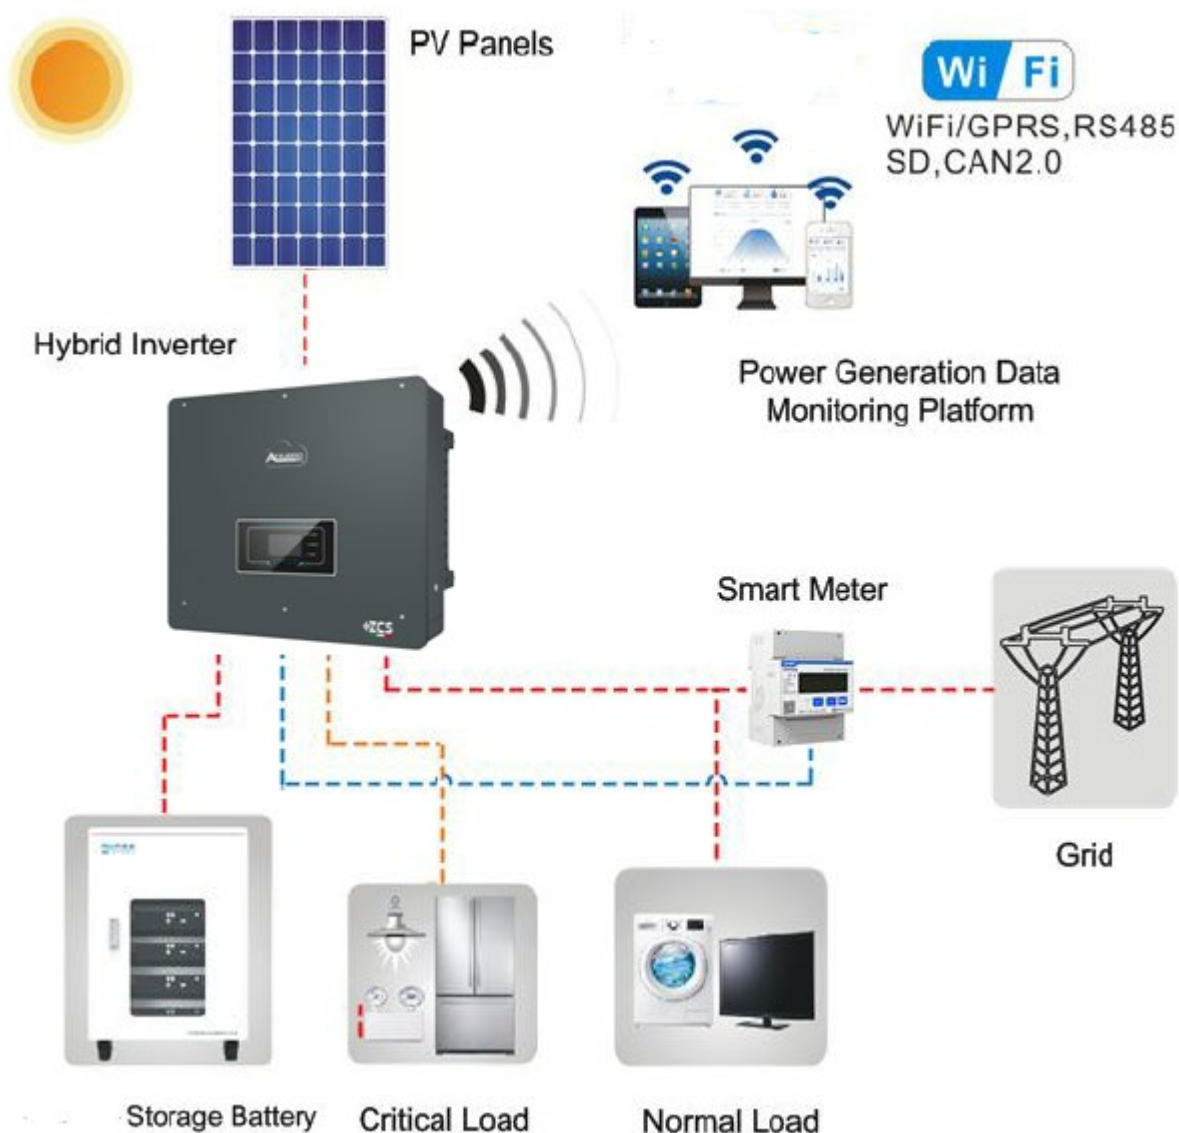 PV Panels
Wi Fi
WiFi/GPRS,RS485
SD,CAN2.0
Hybrid Inverter
Power Generation Data
Monitoring Platform
ZCS
Smart Meter
Grid
Storage Battery
Critical Load
Normal Load